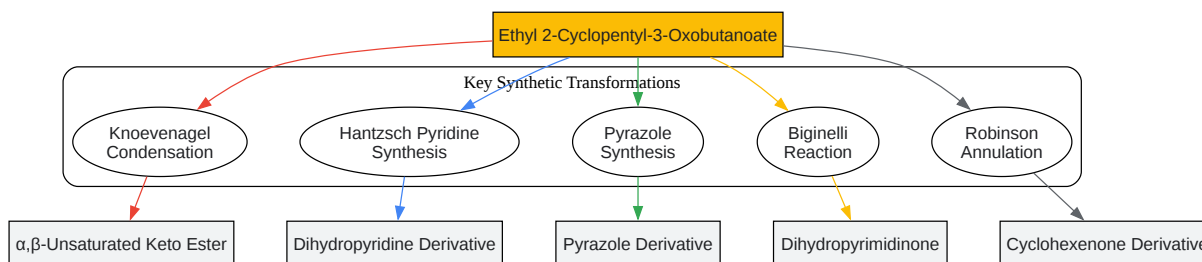 Ethyl 2-Cyclopentyl-3-Oxobutanoate
Key Synthetic Transformations
Knoevenagel
Condensation
Hantzsch Pyridine
Synthesis
Pyrazole
Synthesis
Biginelli
Reaction
Robinson
Annulation
α,β-Unsaturated Keto Ester
Dihydropyridine Derivative
Pyrazole Derivative
Dihydropyrimidinone
Cyclohexenone Derivative